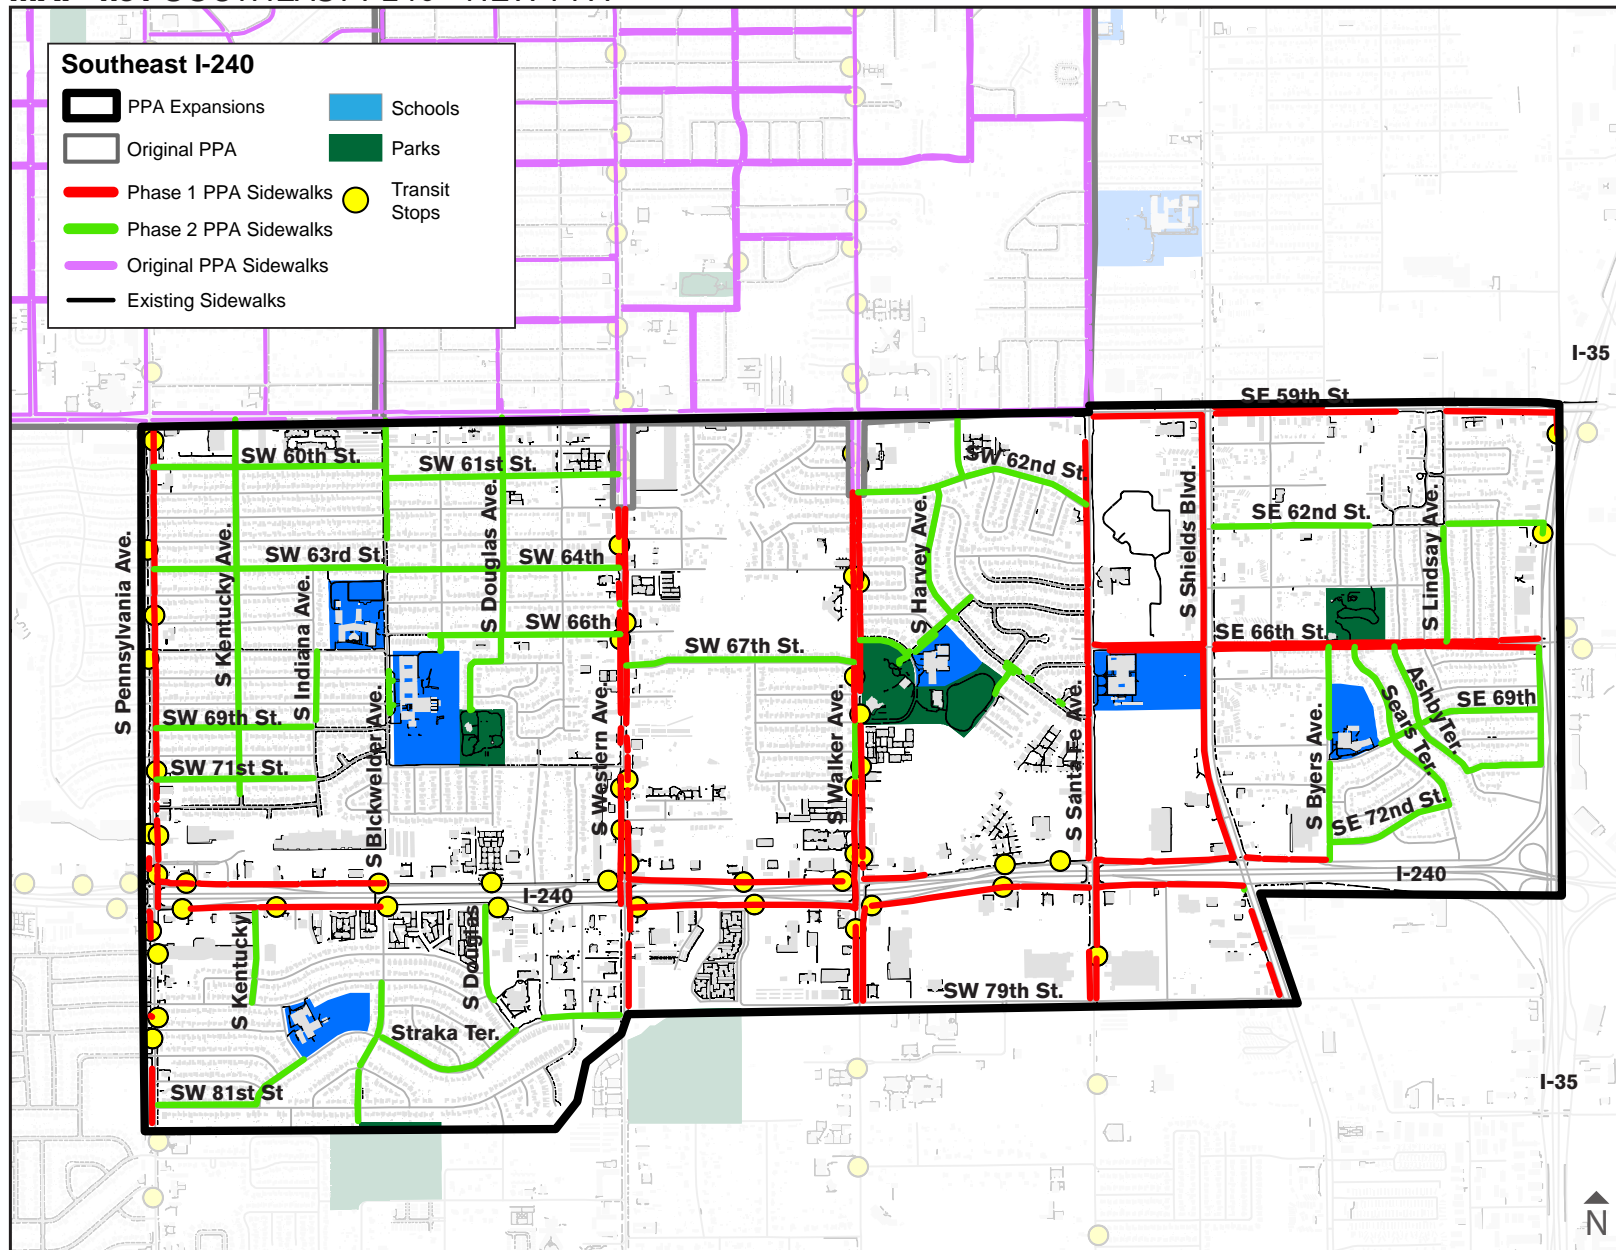 Southeast I-240
PPA Expansions
Schools
Original PPA
Parks
Phase 1 PPA Sidewalks
Transit
Stops
Phase 2 PPA Sidewalks
Original PPA Sidewalks
Existing Sidewalks
I-35
SE 59th St.
SW 60th St.
SW 61st St.
SW 62nd St.
SE 62nd St.
SW 63rd St.
SW 64th
SW 66th
SE 66th St.
SW 67th St.
SW 69th St.
SE 69th
SW 71st St.
SE 72nd St.
S Pennsylvania Ave.
S Kentucky Ave.
S Indiana Ave.
S Blckwelder Ave.
S Douglas Ave.
S Western Ave.
S Walker Ave.
S Harvey Ave.
S Santa Fe Ave.
S Shields Blvd.
S Byers Ave.
S Lindsay Ave.
Sears Ter.
AshbyTer.
I-240
I-240
S Kentucky
S Douglas
SW 79th St.
Straka Ter.
SW 81st St
I-35
N